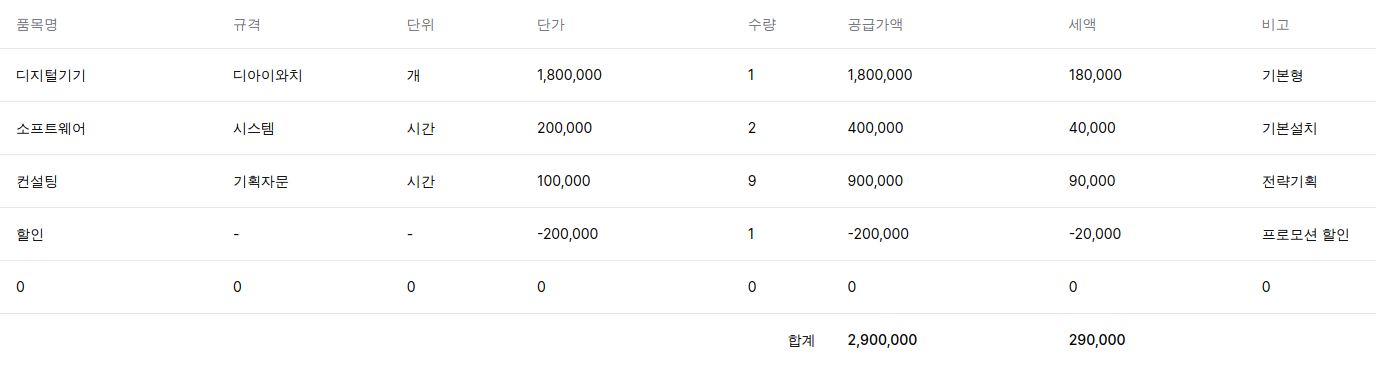 품목명 규격 단위 단가 수량 공급가액 세액 비고
디지털기기 디아이와치 개 1,800,000 1 1,800,000 180,000 기본형
소프트웨어 시스템 시간 200,000 2 400,000 40,000 기본설치
컨설팅 기획자문 시간 100,000 9 900,000 90,000 전략기획
할인 - - -200,000 1 -200,000 -20,000 프로모션 할인
0 0 0 0 0 0 0 0
합계 2,900,000 290,000